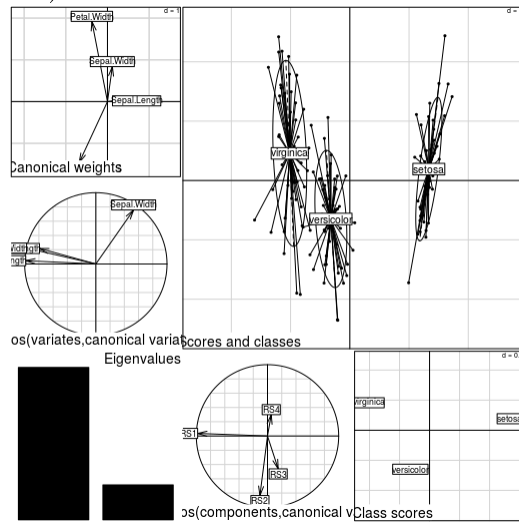 d = 1
Petal.Width
Sepal.Width
Sepal.Length
Canonical weights
d =
virginica
versicolor
setosa
Scores and classes
Sepal.Width
os(variates,canonical variat
Eigenvalues
RS4
RS1
RS3
RS2
os(components,canonical v
d = 0.
virginica
setosa
versicolor
Class scores